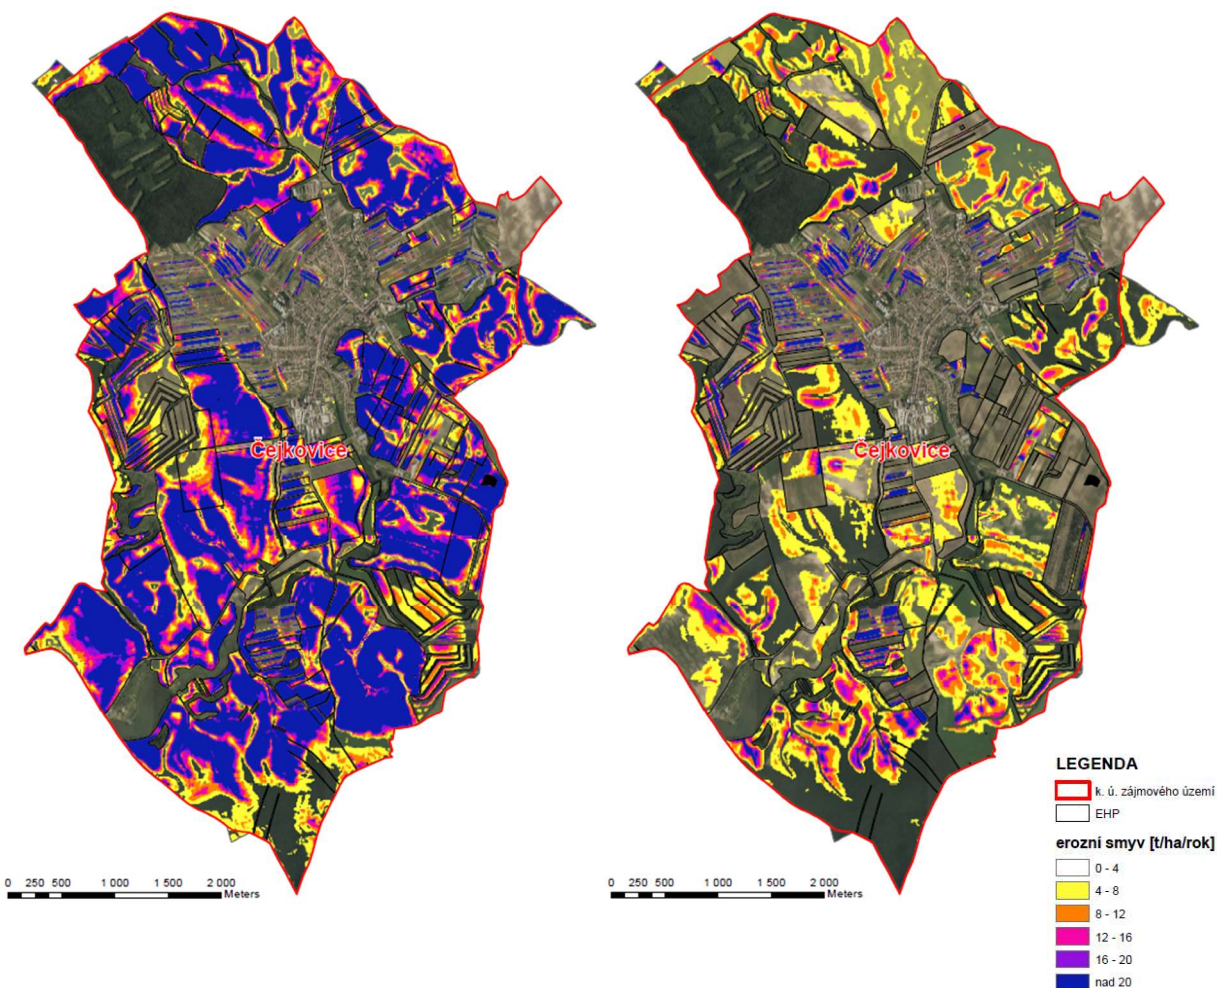 Čejkovice
Čejkovice
0 250 500 1 000 1 500 2 000
Meters
0 250 500 1 000 1 500 2 000
Meters
LEGENDA
k. ú. zájmového území
EHP
erozní smyv [t/ha/rok]
0 - 4
4 - 8
8 - 12
12 - 16
16 - 20
nad 20